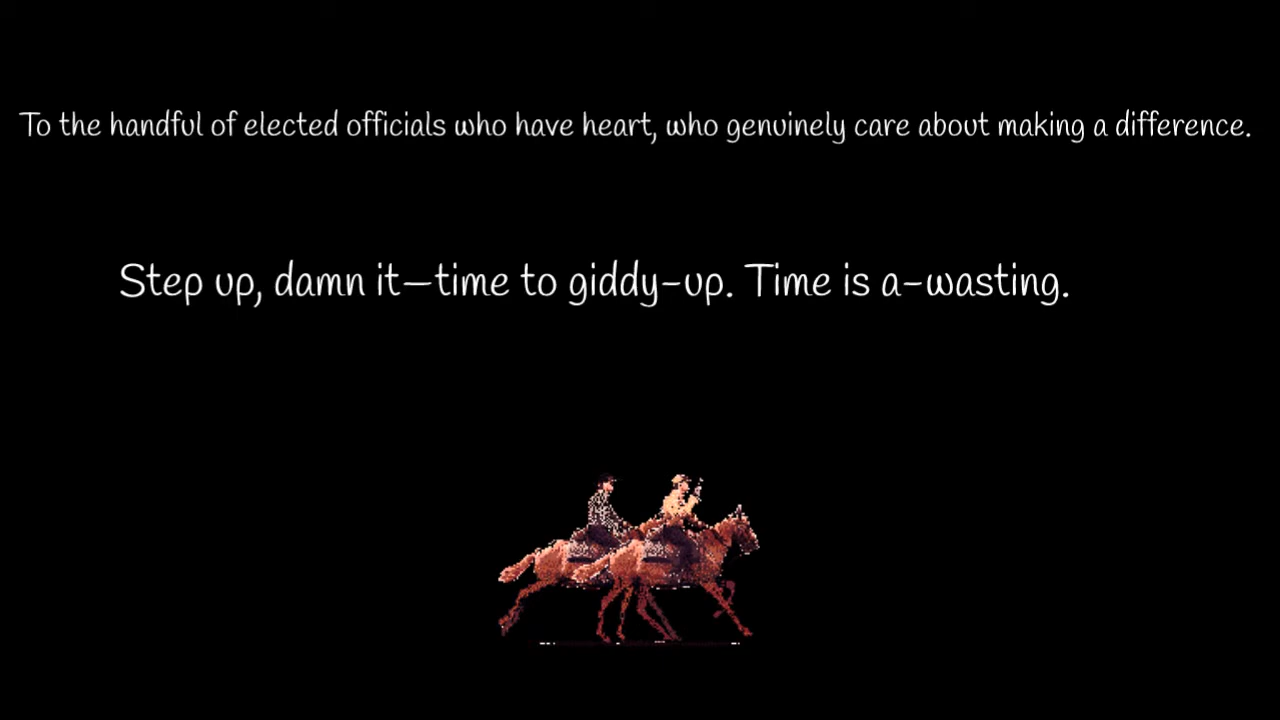 To the handful of elected officials who have heart, who genuinely care about making a difference.
Step up, damn it—time to giddy-up. Time is a-wasting.